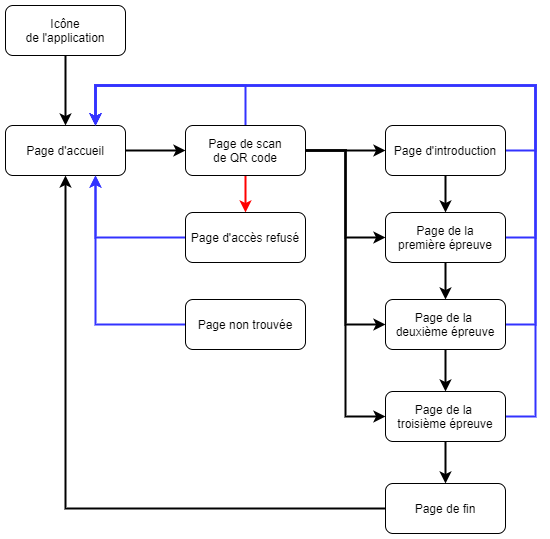 Icône
de l'application
Page d'accueil
Page de scan
de QR code
Page d'introduction
Page d'accès refusé
Page de la
première épreuve
Page non trouvée
Page de la
deuxième épreuve
Page de la
troisième épreuve
Page de fin